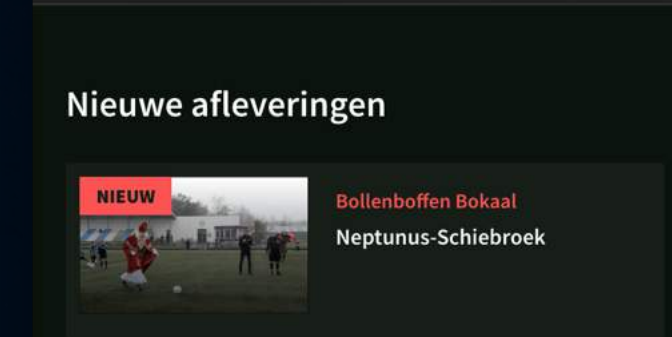 Nieuwe afleveringen
NIEUW
Bollenboffen Bokaal
Neptunus-Schiebroek